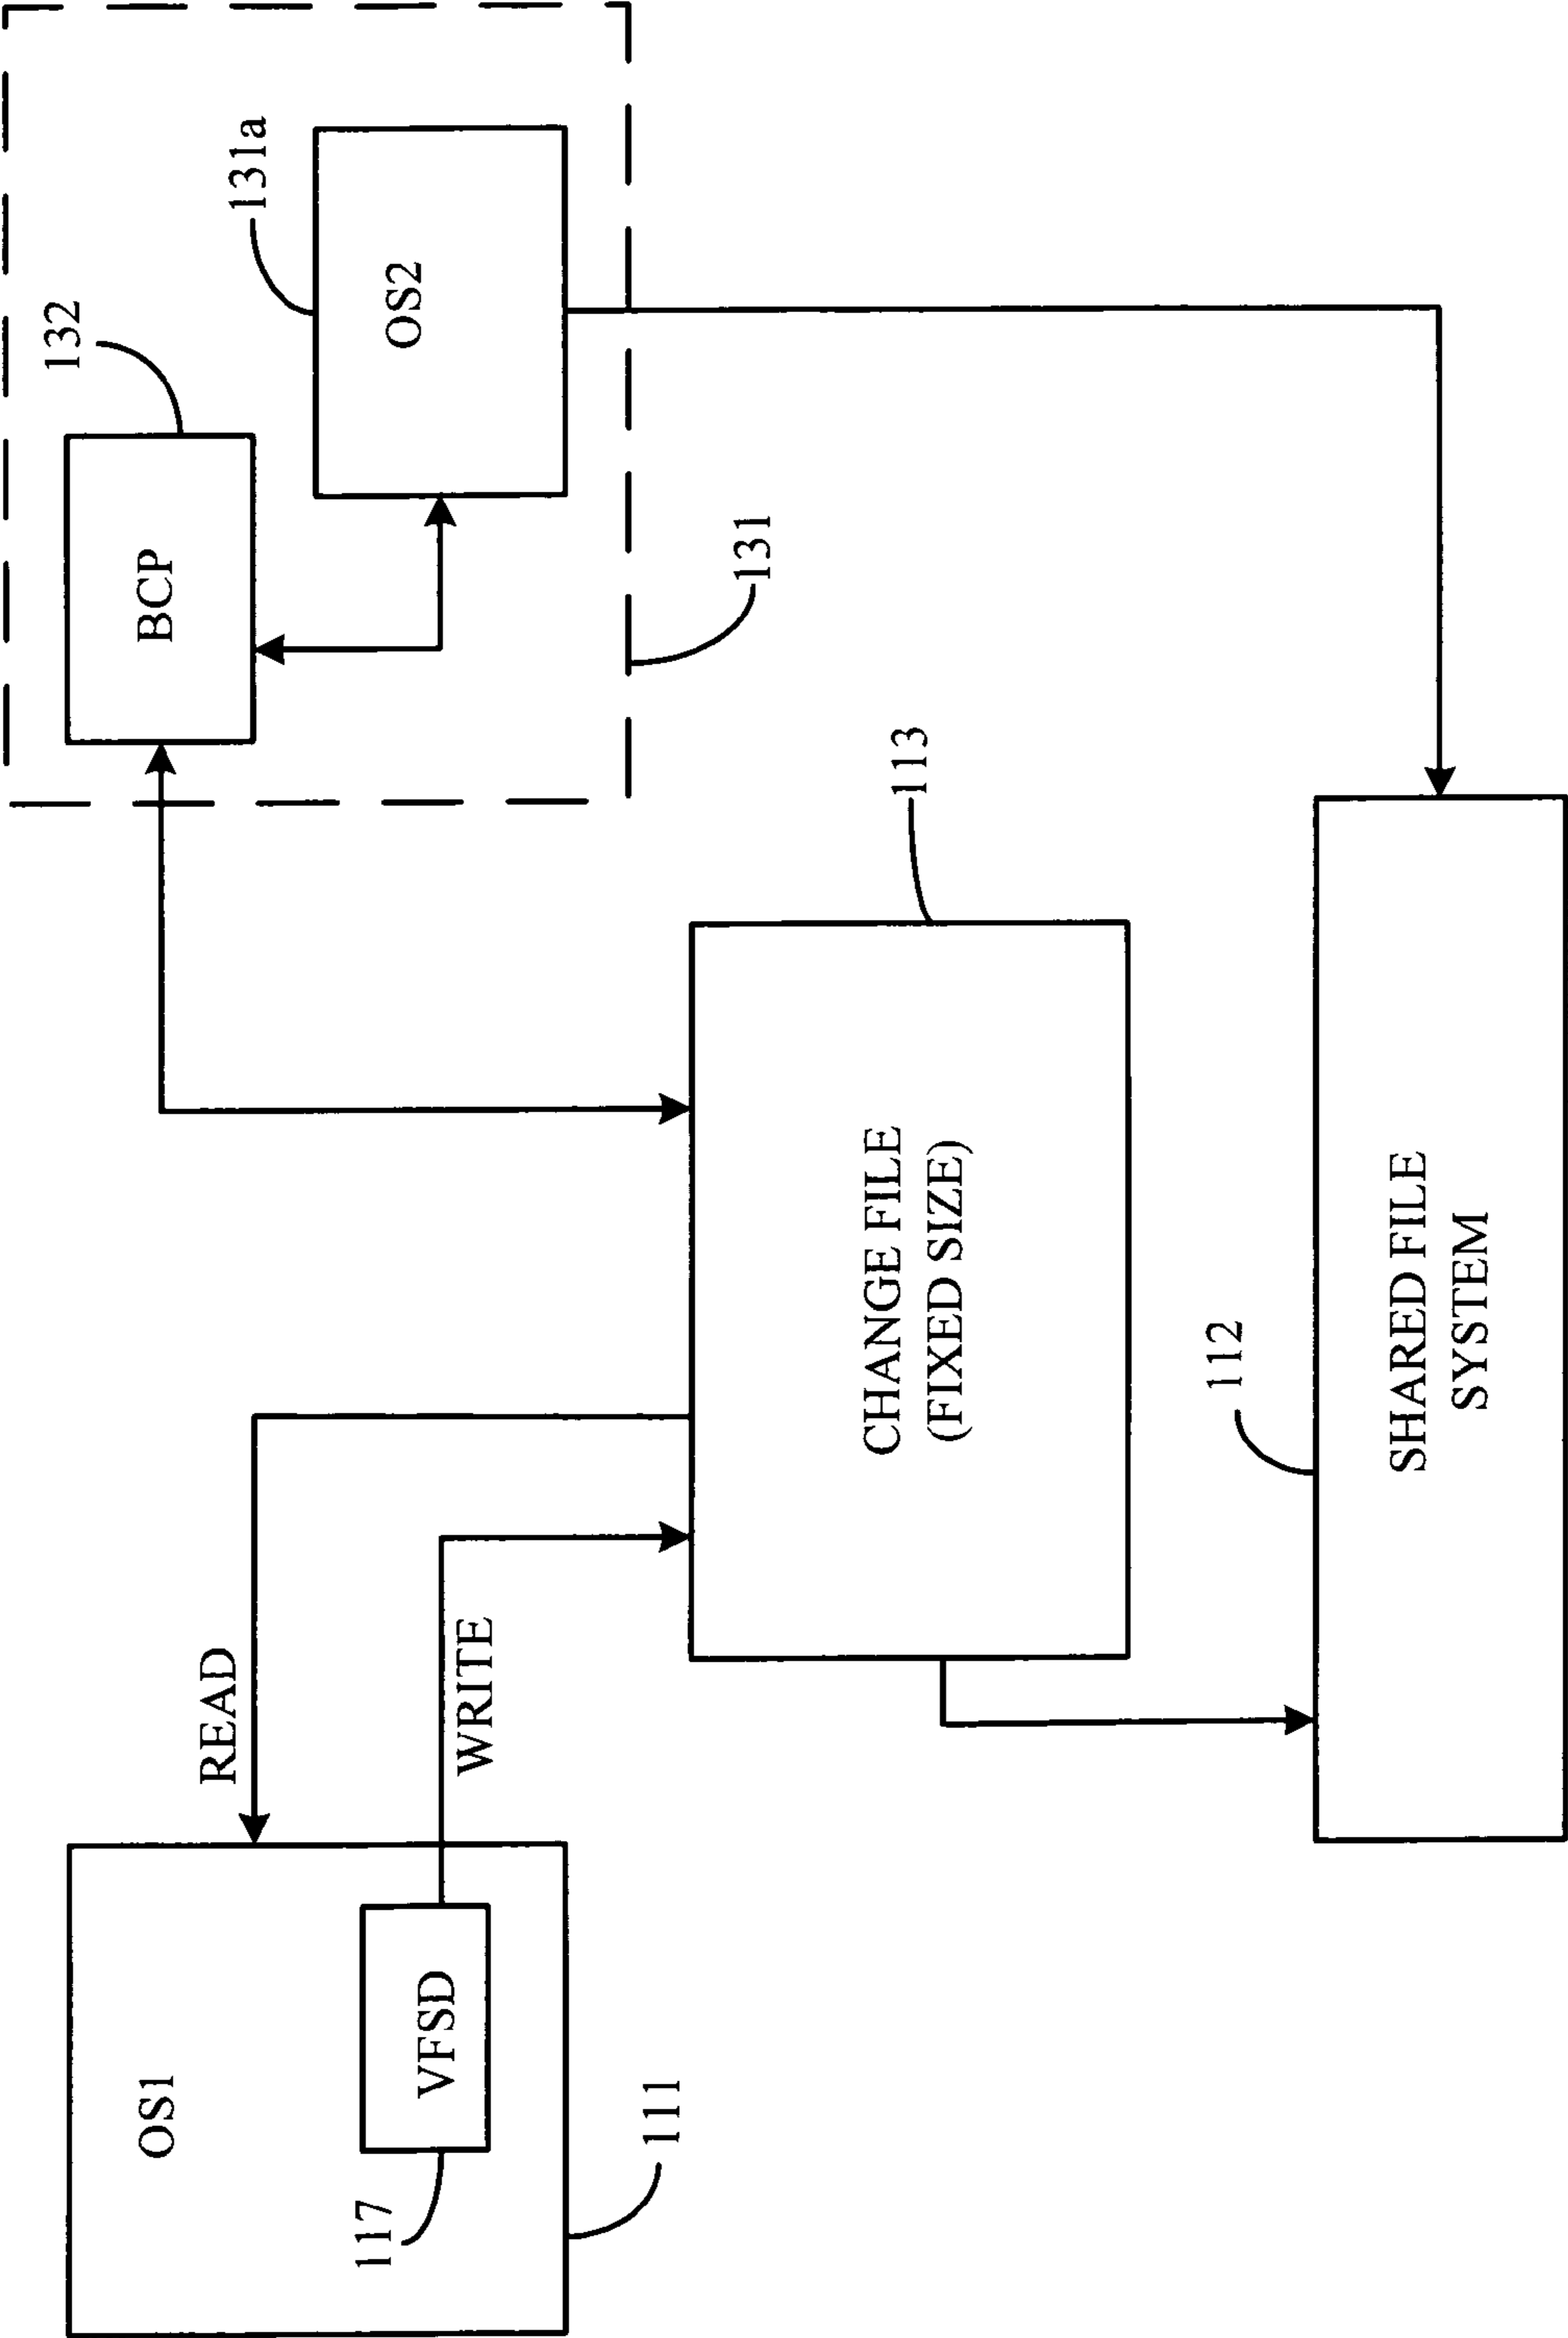 OS1
VFSD
117
111
READ
WRITE
CHANGE FILE
(FIXED SIZE)
113
SHARED FILE
SYSTEM
112
BCP
132
OS2
131a
131